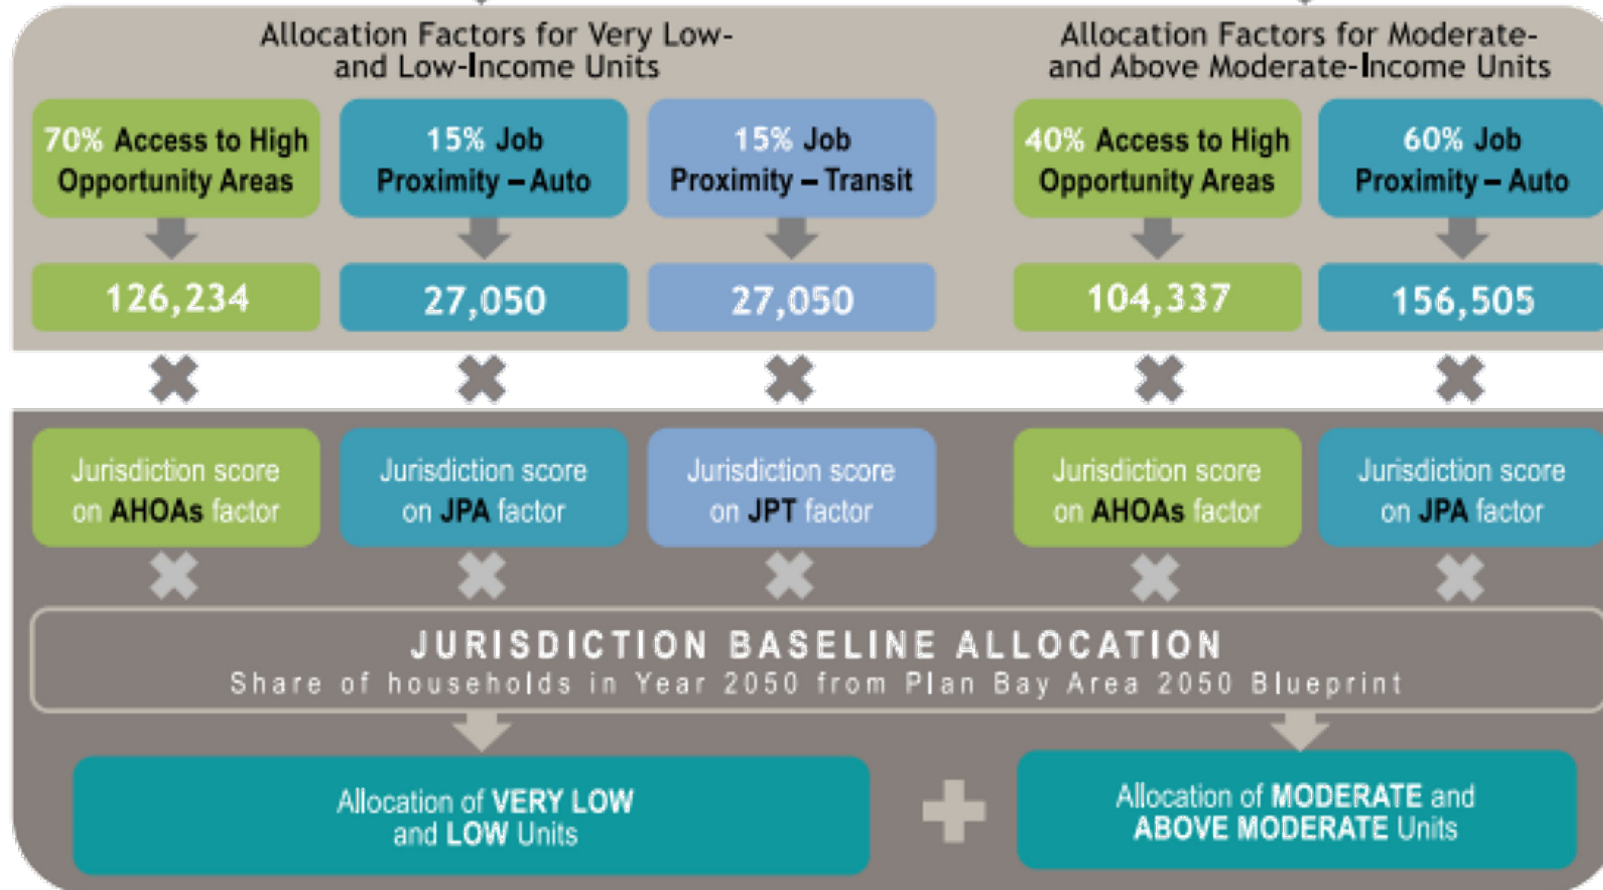 Allocation Factors for Very Low-
and Low-Income Units
70% Access to High
Opportunity Areas
15% Job
Proximity – Auto
15% Job
Proximity – Transit
126,234
27,050
27,050
Allocation Factors for Moderate-
and Above Moderate-Income Units
40% Access to High
Opportunity Areas
60% Job
Proximity – Auto
104,337
156,505
Jurisdiction score
on AHOAs factor
Jurisdiction score
on JPA factor
Jurisdiction score
on JPT factor
Jurisdiction score
on AHOAs factor
Jurisdiction score
on JPA factor
JURISDICTION BASELINE ALLOCATION
Share of households in Year 2050 from Plan Bay Area 2050 Blueprint
Allocation of VERY LOW
and LOW Units
Allocation of MODERATE and
ABOVE MODERATE Units